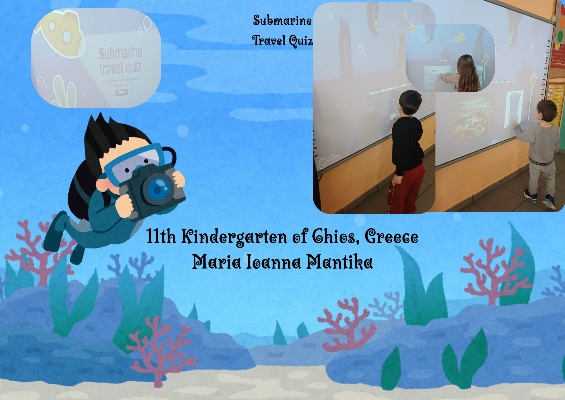 Submarine
Travel Quiz
Submarine
travel quiz
11th Kindergarten of Chios, Greece
Maria Ioanna Mantika